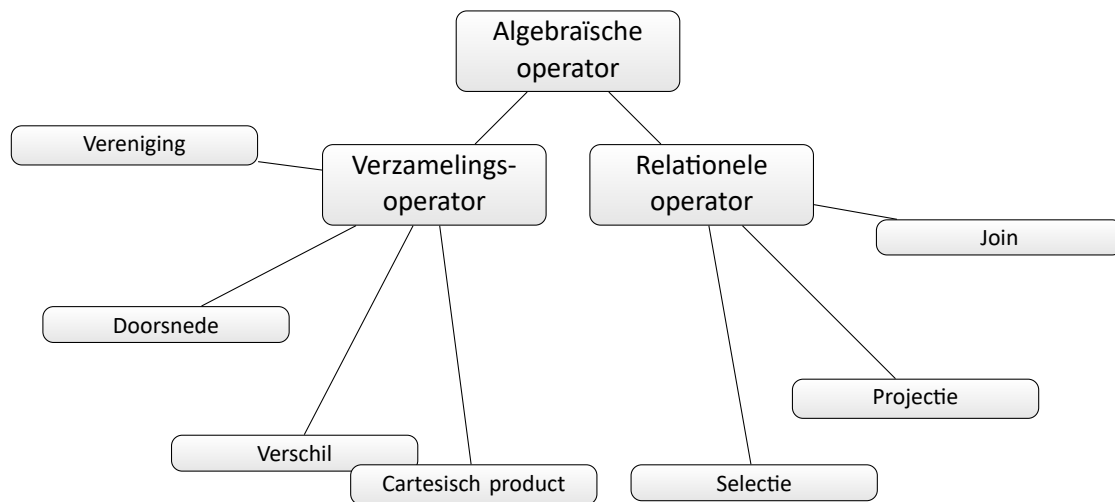 Algebraïsche
operator
Vereniging
Verzamelings-
operator
Relationele
operator
Join
Doorsnede
Projectie
Verschil
Cartesisch product
Selectie